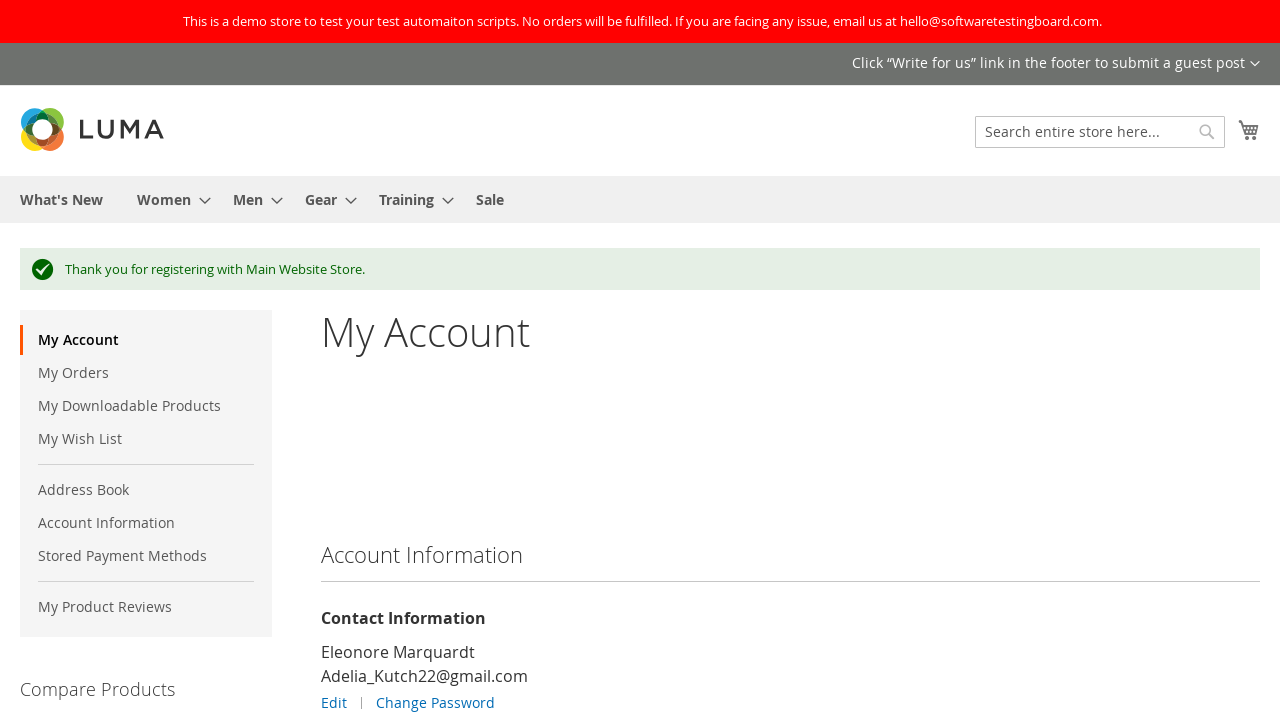 This is a demo store to test your test automaiton scripts. No orders will be fulfilled. If you are facing any issue, email us at hello@softwaretestingboard.com.
Click “Write for us” link in the footer to submit a guest post
LUMA
Search entire store here...
What's New
Women
Men
Gear
Training
Sale
Thank you for registering with Main Website Store.
My Account
My Orders
My Downloadable Products
My Wish List
Address Book
Account Information
Stored Payment Methods
My Product Reviews
Compare Products
My Account
Account Information
Contact Information
Eleonore Marquardt
Adelia_Kutch22@gmail.com
Edit | Change Password